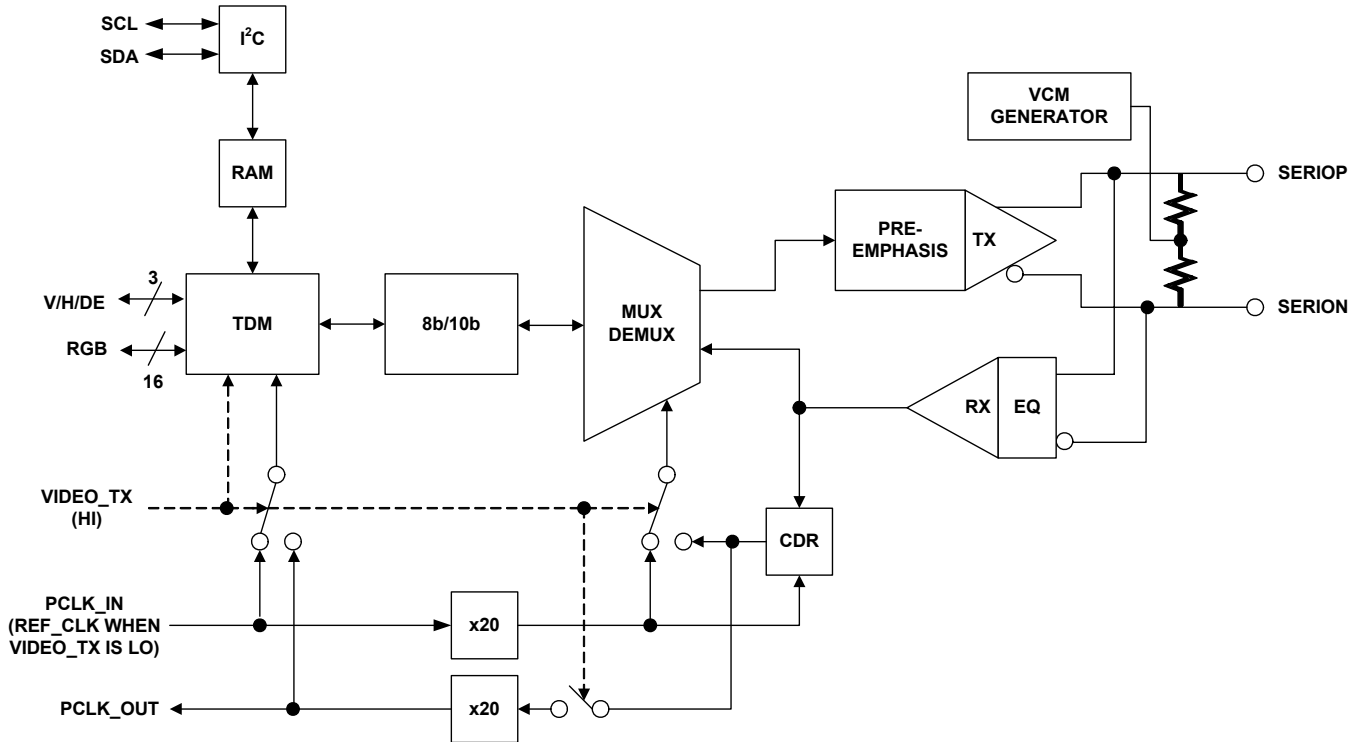 SCL
SDA
I²C
VCM
GENERATOR
RAM
SERIOP
PRE-
EMPHASIS
TX
V/H/DE
3
TDM
8b/10b
MUX
DEMUX
SERION
RGB
16
RX
EQ
VIDEO_TX
(HI)
CDR
PCLK_IN
(REF_CLK WHEN
VIDEO_TX IS LO)
x20
PCLK_OUT
x20